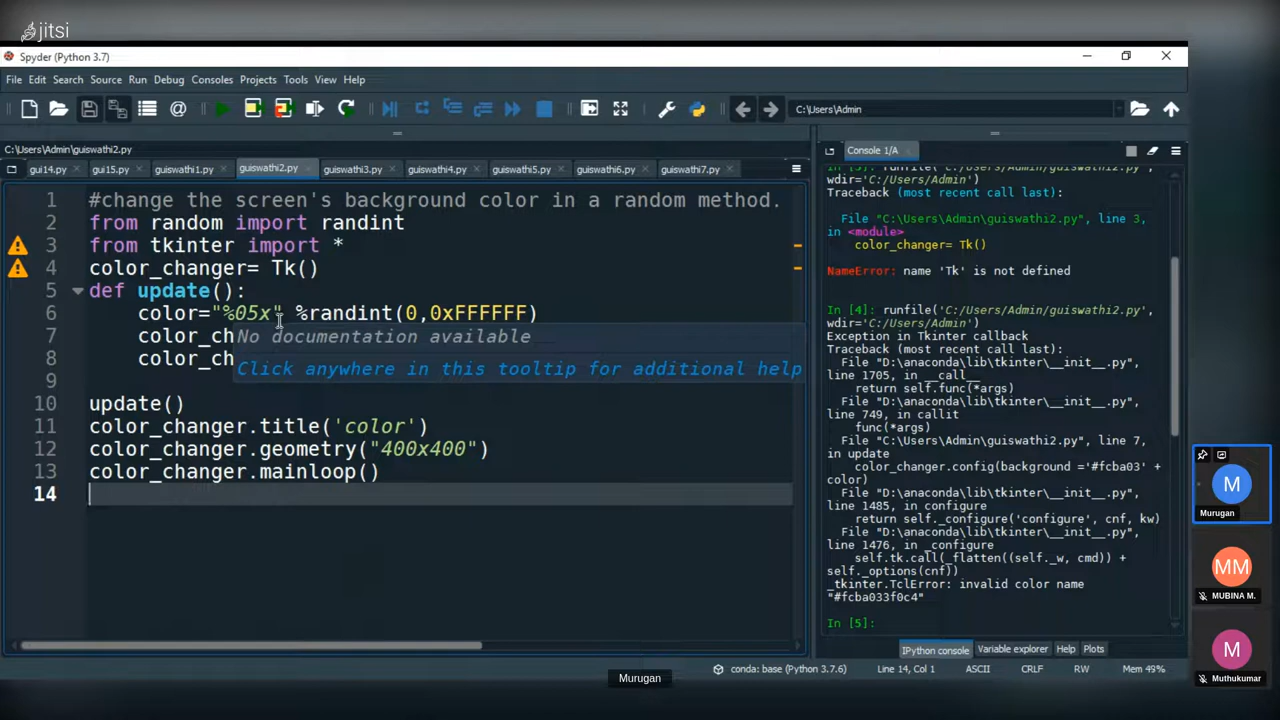 jitsi
Spyder (Python 3.7)
File Edit Search Source Run Debug Consoles Projects Tools View Help
C:\Users\Admin
C:\Users\Admin\guiswathi2.py
gui14.py gui15.py guiswathi1.py guiswathi2.py guiswathi3.py guiswathi4.py guiswathi5.py guiswathi6.py guiswathi7.py
1 #change the screen's background color in a random method.
2 from random import randint
3 from tkinter import *
4 color_changer= Tk()
5 def update():
6 color="%05x" %randint(0,0xFFFFFF)
7 color_ch
No documentation available
8 color_ch
Click anywhere in this tooltip for additional help
9
10 update()
11 color_changer.title('color')
12 color_changer.geometry("400x400")
13 color_changer.mainloop()
14
Console 1/A
In [3]: runfile('C:/Users/Admin/guiswathi2.py',
wdir='C:/Users/Admin')
Traceback (most recent call last):
File "C:\Users\Admin\guiswathi2.py", line 3,
in <module>
color_changer= Tk()
NameError: name 'Tk' is not defined
In [4]: runfile('C:/Users/Admin/guiswathi2.py',
wdir='C:/Users/Admin')
Exception in Tkinter callback
Traceback (most recent call last):
File "D:\anaconda\lib\tkinter\__init__.py",
line 1705, in __call__
return self.func(*args)
File "D:\anaconda\lib\tkinter\__init__.py",
line 749, in callit
func(*args)
File "C:\Users\Admin\guiswathi2.py", line 7,
in update
color_changer.config(background ='#fcba03' +
color)
File "D:\anaconda\lib\tkinter\__init__.py",
line 1485, in configure
return self._configure('configure', cnf, kw)
File "D:\anaconda\lib\tkinter\__init__.py",
line 1476, in _configure
self.tk.call(_flatten((self._w, cmd)) +
self._options(cnf))
_tkinter.TclError: invalid color name
"#fcba033f0c4"
In [5]:
IPython console Variable explorer Help Plots
conda: base (Python 3.7.6) Line 14, Col 1 ASCII CRLF RW Mem 49%
Murugan
M
Murugan
MM
MUBINA M.
M
Muthukumar